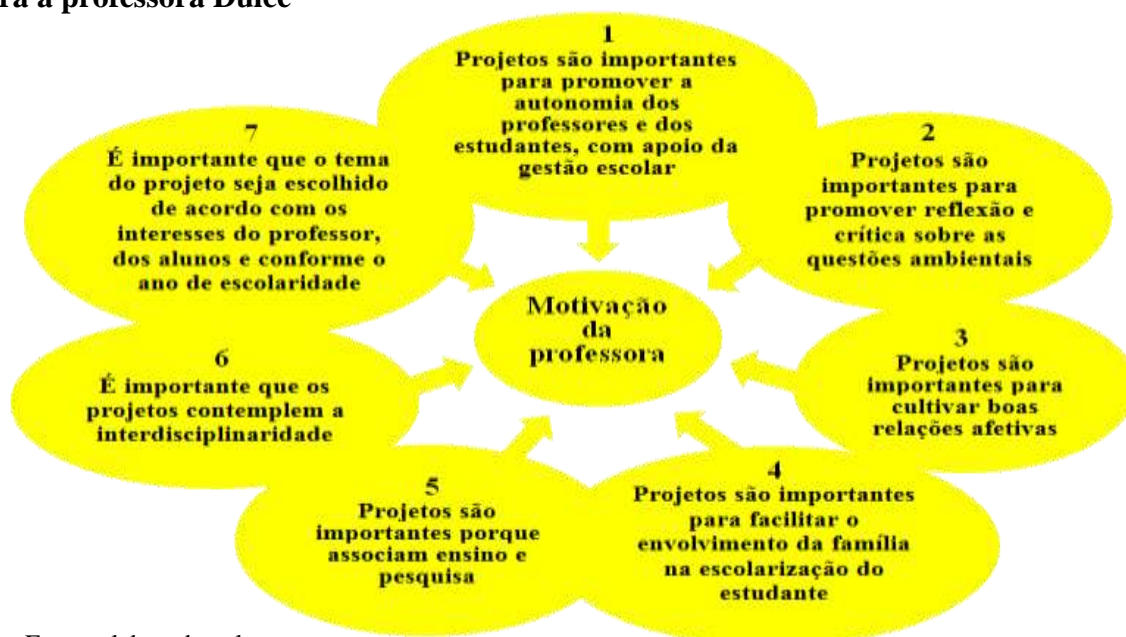 ra a professora Dulce
1
Projetos são importantes
para promover a
autonomia dos
professores e dos
estudantes, com apoio da
gestão escolar
2
Projetos são
importantes para
promover reflexão e
crítica sobre as
questões ambientais
3
Projetos são
importantes para
cultivar boas
relações afetivas
4
Projetos são importantes
para facilitar o
envolvimento da família
na escolarização do
estudante
5
Projetos são
importantes porque
associam ensino e
pesquisa
6
É importante que os
projetos contemplem a
interdisciplinaridade
7
É importante que o tema
do projeto seja escolhido
de acordo com os
interesses do professor,
dos alunos e conforme o
ano de escolaridade
Motivação
da
professora